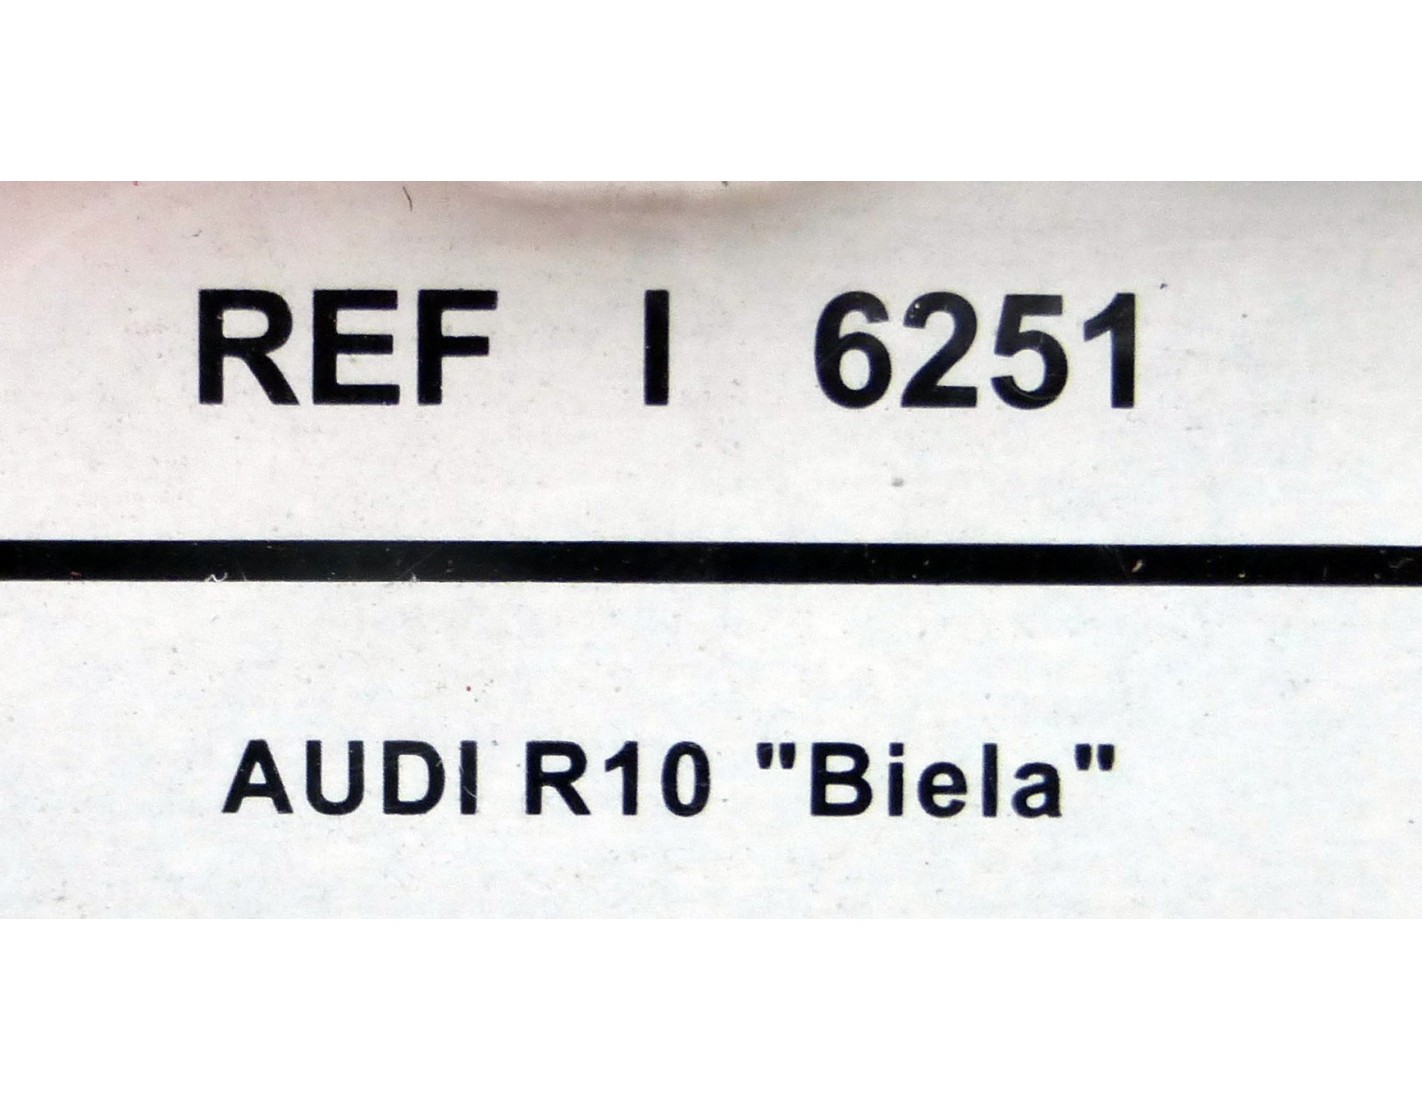 REF I 6251
AUDI R10 "Biela"